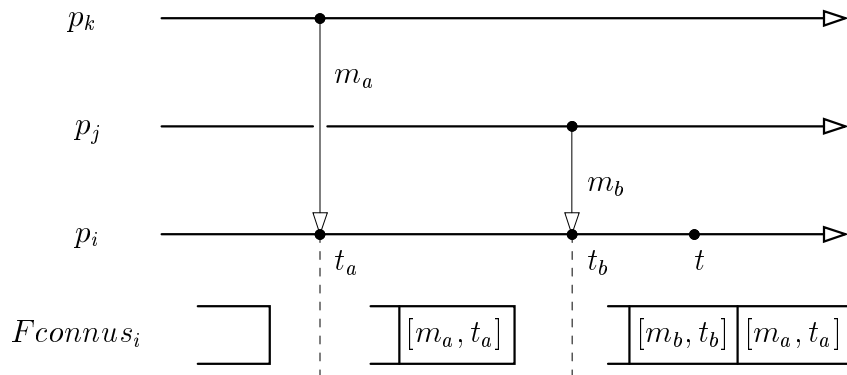 p_k
m_a
p_j
m_b
p_i
t_a t_b t
Fconnus_i [m_a, t_a] [m_b, t_b] [m_a, t_a]